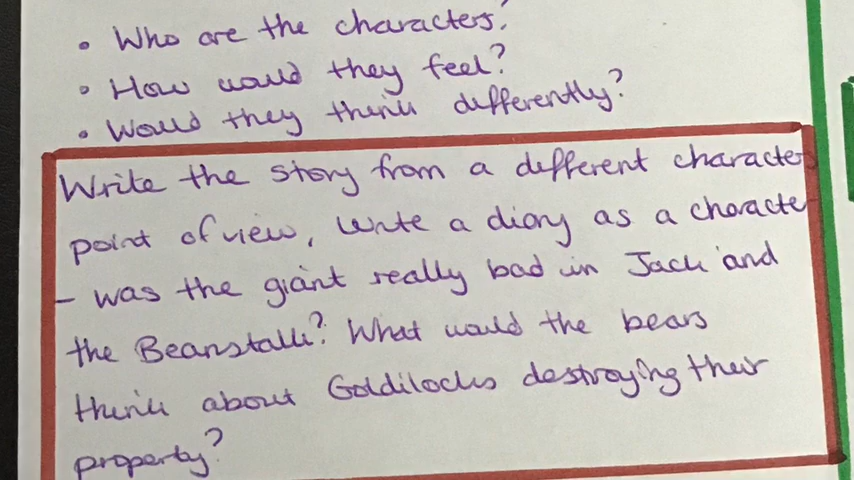 • Who are the characters?
• How would they feel?
• Would they think differently?
Write the story from a different character
point of view, write a diary as a character
- was the giant really bad in Jack and
the Beanstalk? What would the bears
think about Goldilocks destroying their
property?